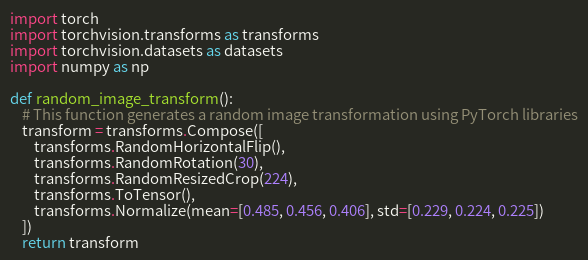 import torch
import torchvision.transforms as transforms
import torchvision.datasets as datasets
import numpy as np

def random_image_transform():
    # This function generates a random image transformation using PyTorch libraries
    transform = transforms.Compose([
        transforms.RandomHorizontalFlip(),
        transforms.RandomRotation(30),
        transforms.RandomResizedCrop(224),
        transforms.ToTensor(),
        transforms.Normalize(mean=[0.485, 0.456, 0.406], std=[0.229, 0.224, 0.225])
    ])
    return transform